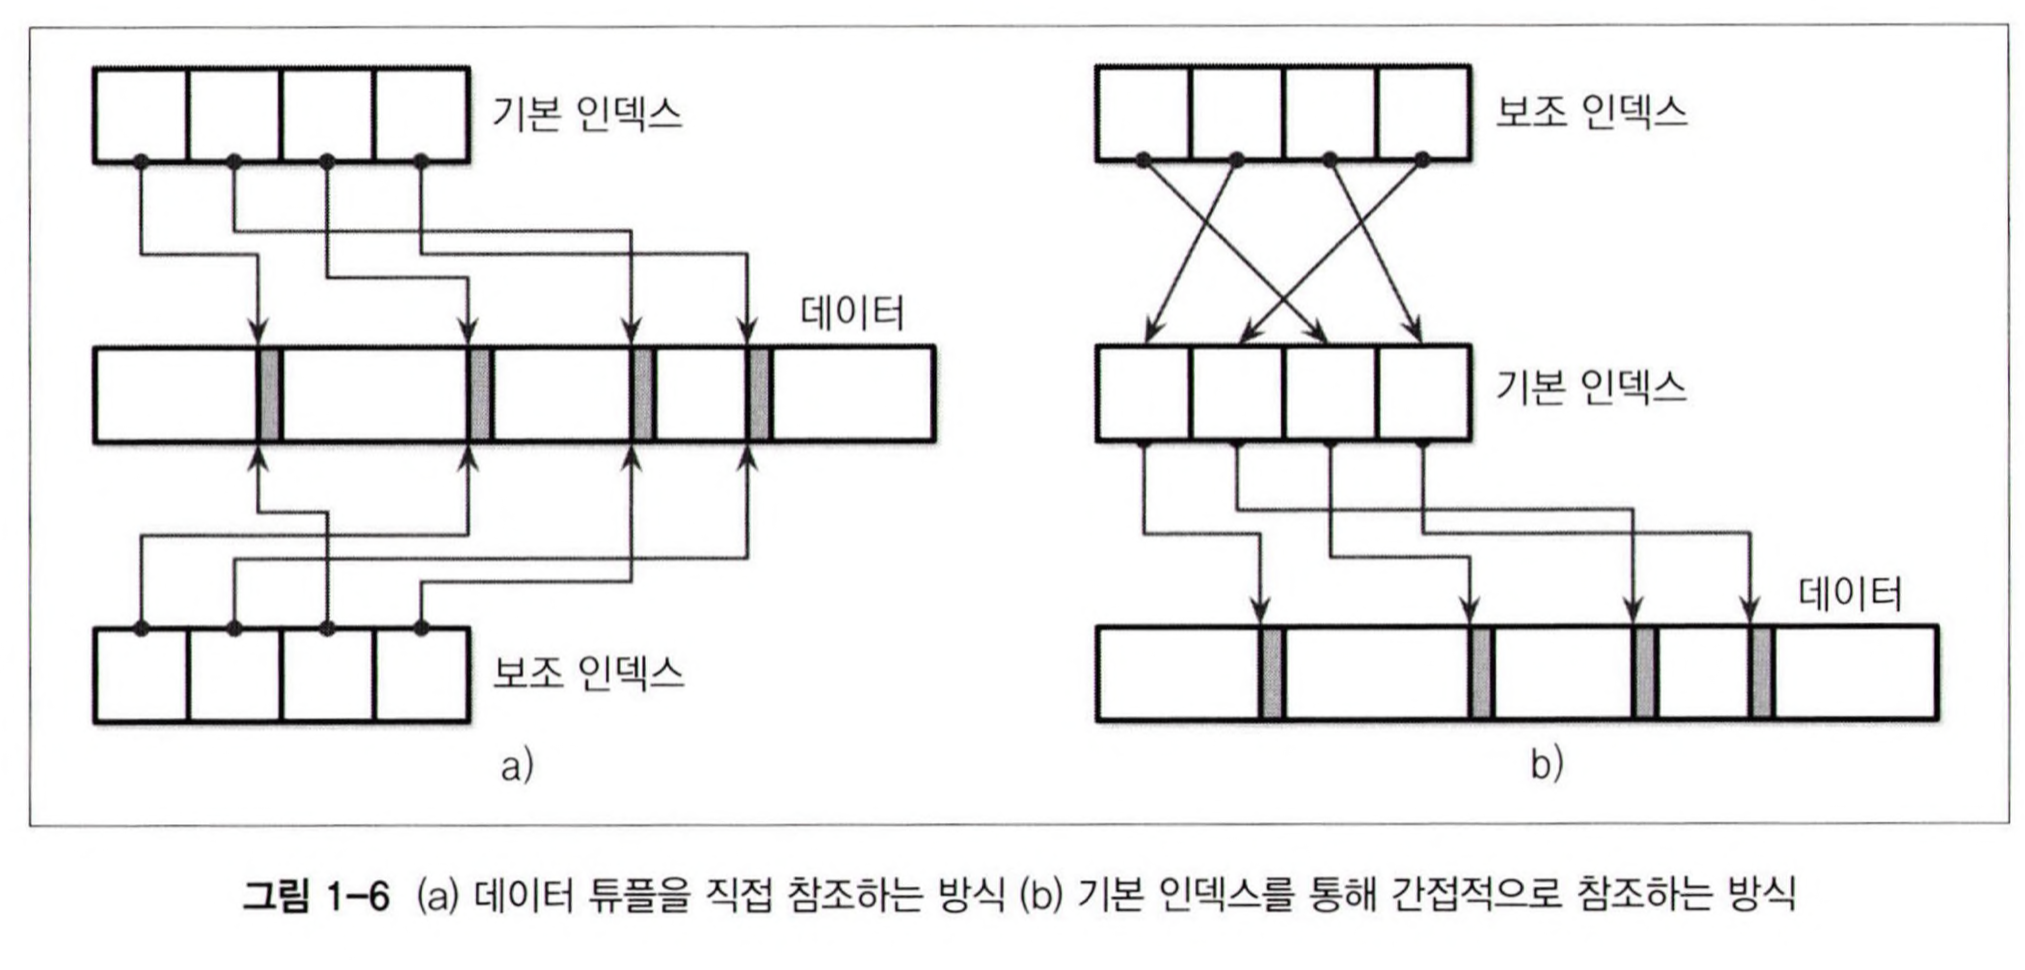 기본 인덱스
데이터
보조 인덱스
a)
보조 인덱스
기본 인덱스
데이터
b)
그림 1-6 (a) 데이터 튜플을 직접 참조하는 방식 (b) 기본 인덱스를 통해 간접적으로 참조하는 방식